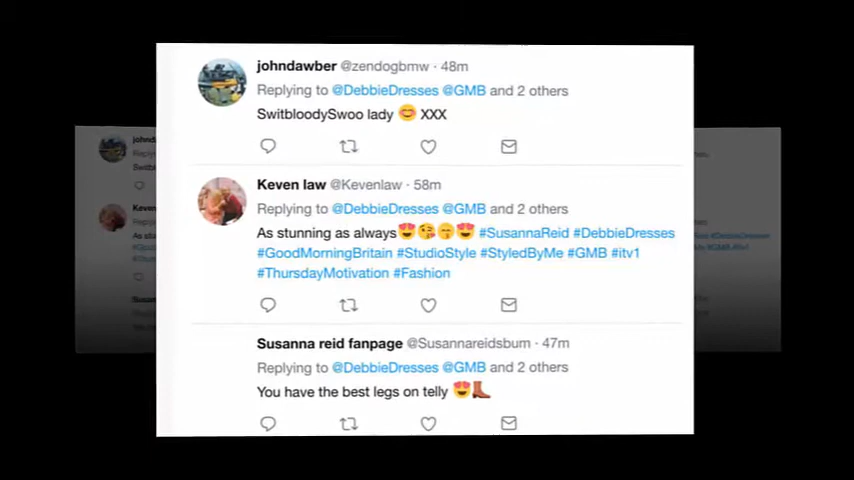 johndawber @zendogbmw · 48m
Replying to @DebbieDresses @GMB and 2 others
SwitbloodySwoo lady 😊 XXX
Keven law @Kevenlaw · 58m
Replying to @DebbieDresses @GMB and 2 others
As stunning as always😍😘😙😍 #SusannaReid #DebbieDresses
#GoodMorningBritain #StudioStyle #StyledByMe #GMB #itv1
#ThursdayMotivation #Fashion
Susanna reid fanpage @Susannareidsbum · 47m
Replying to @DebbieDresses @GMB and 2 others
You have the best legs on telly 😍👢